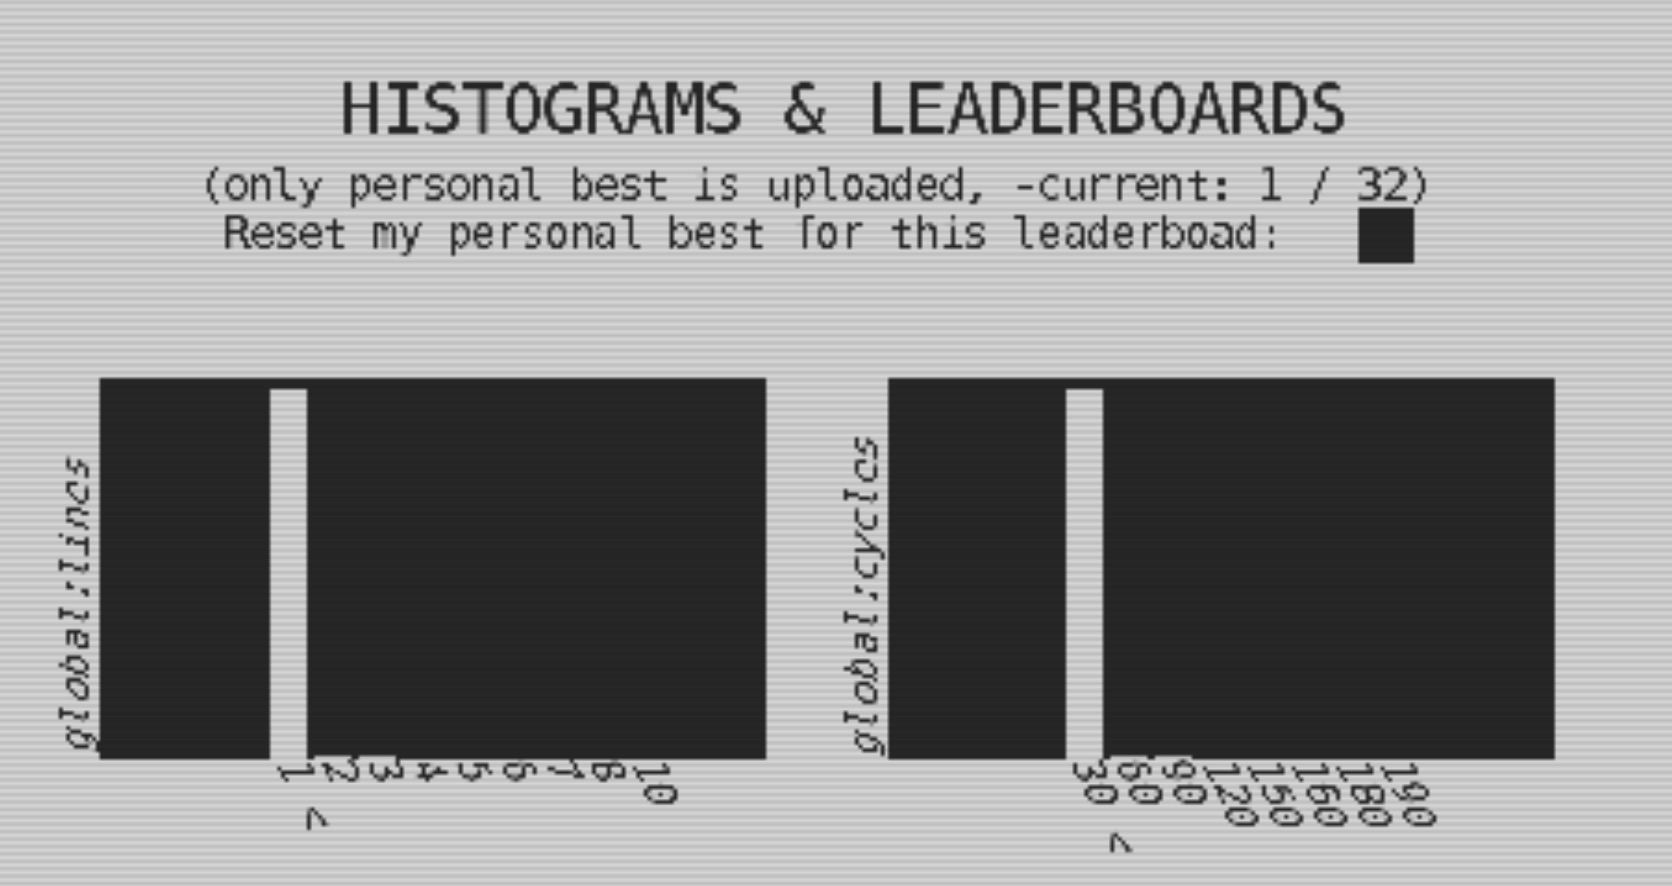 HISTOGRAMS & LEADERBOARDS
(only personal best is uploaded, -current: 1 / 32)
Reset my personal best for this leaderboad:
global:lines
1 2 3 4 5 6 7 8 10
^
global:cycles
30 60 90 120 150 160 180 190
^